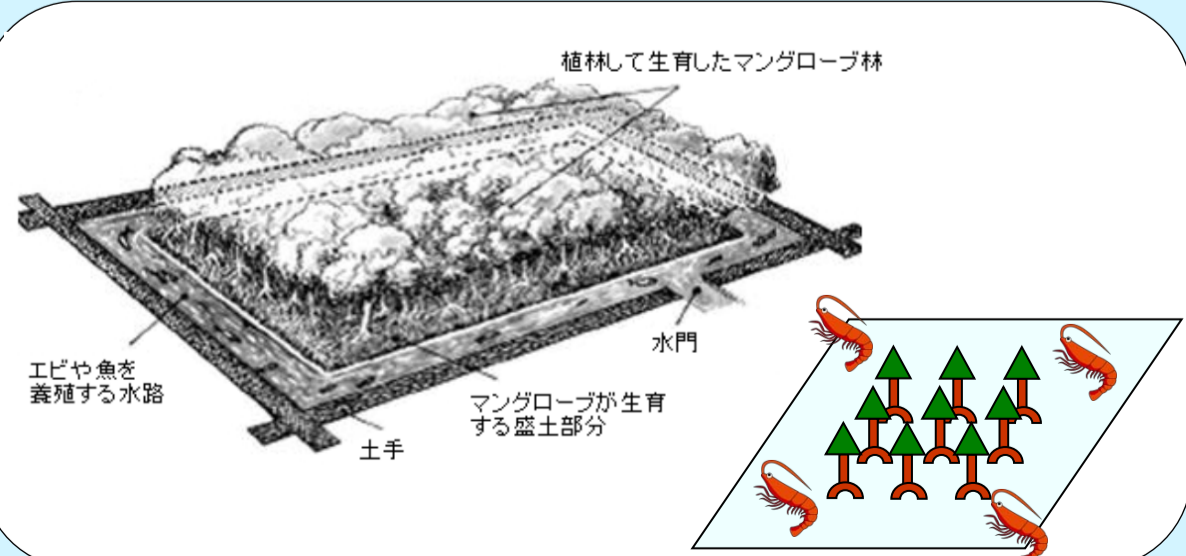 植林して生育したマングローブ林
エビや魚を
養殖する水路
水門
マングローブが生育
する盛土部分
土手